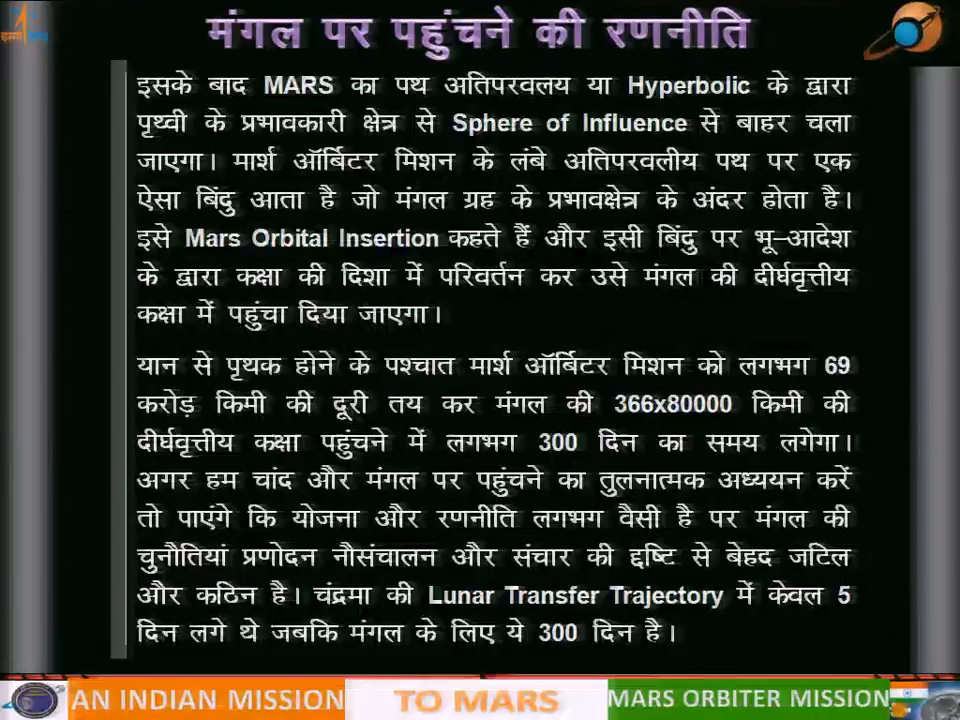 मंगल पर पहुंचने की रणनीति
इसके बाद MARS का पथ अतिपरवलय या Hyperbolic के द्वारा
पृथ्वी के प्रभावकारी क्षेत्र से Sphere of Influence से बाहर चला
जाएगा। मार्श ऑर्बिटर मिशन के लंबे अतिपरवलीय पथ पर एक
ऐसा बिंदु आता है जो मंगल ग्रह के प्रभावक्षेत्र के अंदर होता है।
इसे Mars Orbital Insertion कहते हैं और इसी बिंदु पर भू–आदेश
के द्वारा कक्षा की दिशा में परिवर्तन कर उसे मंगल की दीर्घवृत्तीय
कक्षा में पहुंचा दिया जाएगा।
यान से पृथक होने के पश्चात मार्श ऑर्बिटर मिशन को लगभग 69
करोड़ किमी की दूरी तय कर मंगल की 366x80000 किमी की
दीर्घवृत्तीय कक्षा पहुंचने में लगभग 300 दिन का समय लगेगा।
अगर हम चांद और मंगल पर पहुंचने का तुलनात्मक अध्ययन करें
तो पाएंगे कि योजना और रणनीति लगभग वैसी है पर मंगल की
चुनौतियां प्रणोदन नौसंचालन और संचार की दृष्टि से बेहद जटिल
और कठिन है। चंद्रमा की Lunar Transfer Trajectory में केवल 5
दिन लगे थे जबकि मंगल के लिए ये 300 दिन है।
AN INDIAN MISSION TO MARS MARS ORBITER MISSION